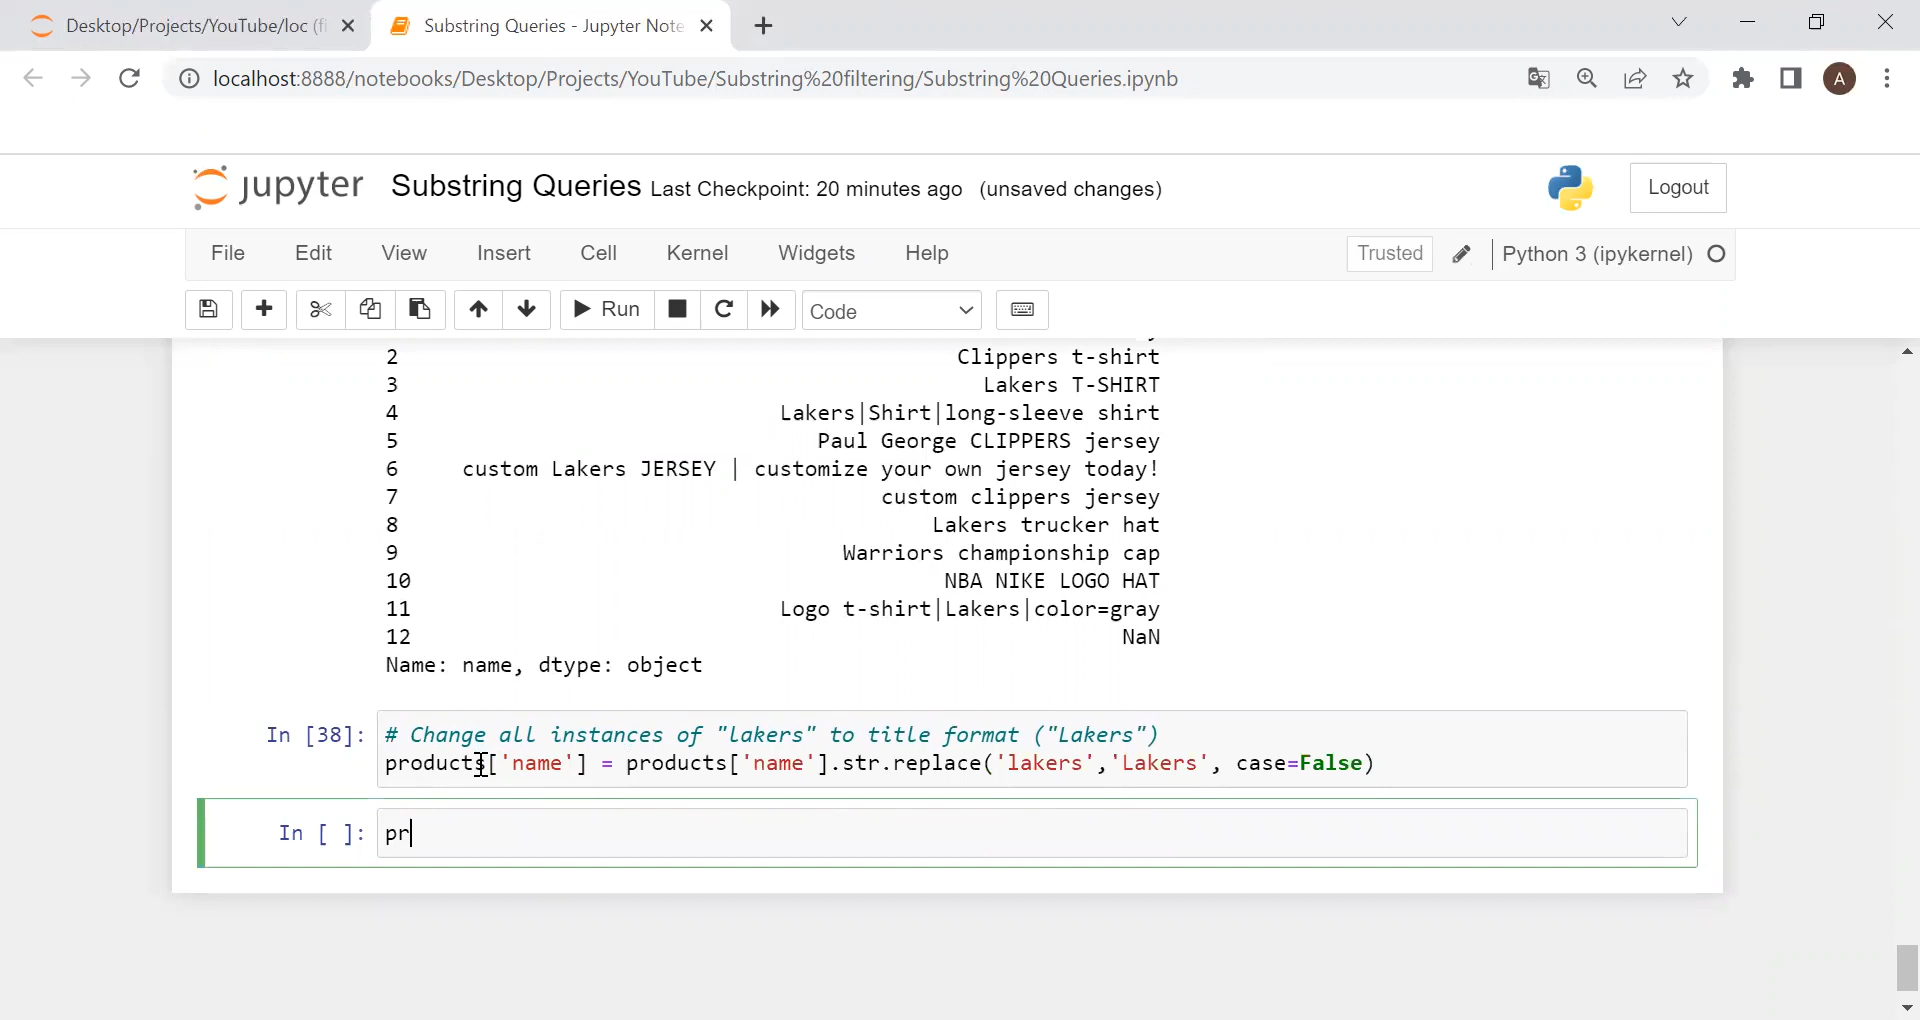 Desktop/Projects/YouTube/loc (fi
Substring Queries - Jupyter Note
localhost:8888/notebooks/Desktop/Projects/YouTube/Substring%20filtering/Substring%20Queries.ipynb
A
jupyter Substring Queries Last Checkpoint: 20 minutes ago (unsaved changes)
Logout
File Edit View Insert Cell Kernel Widgets Help
Trusted Python 3 (ipykernel)
Run Code
2 Clippers t-shirt
3 Lakers T-SHIRT
4 Lakers|Shirt|long-sleeve shirt
5 Paul George CLIPPERS jersey
6 custom Lakers JERSEY | customize your own jersey today!
7 custom clippers jersey
8 Lakers trucker hat
9 Warriors championship cap
10 NBA NIKE LOGO HAT
11 Logo t-shirt|Lakers|color=gray
12 NaN
Name: name, dtype: object
In [38]: # Change all instances of "lakers" to title format ("Lakers")
products['name'] = products['name'].str.replace('lakers','Lakers', case=False)
In [ ]: pr